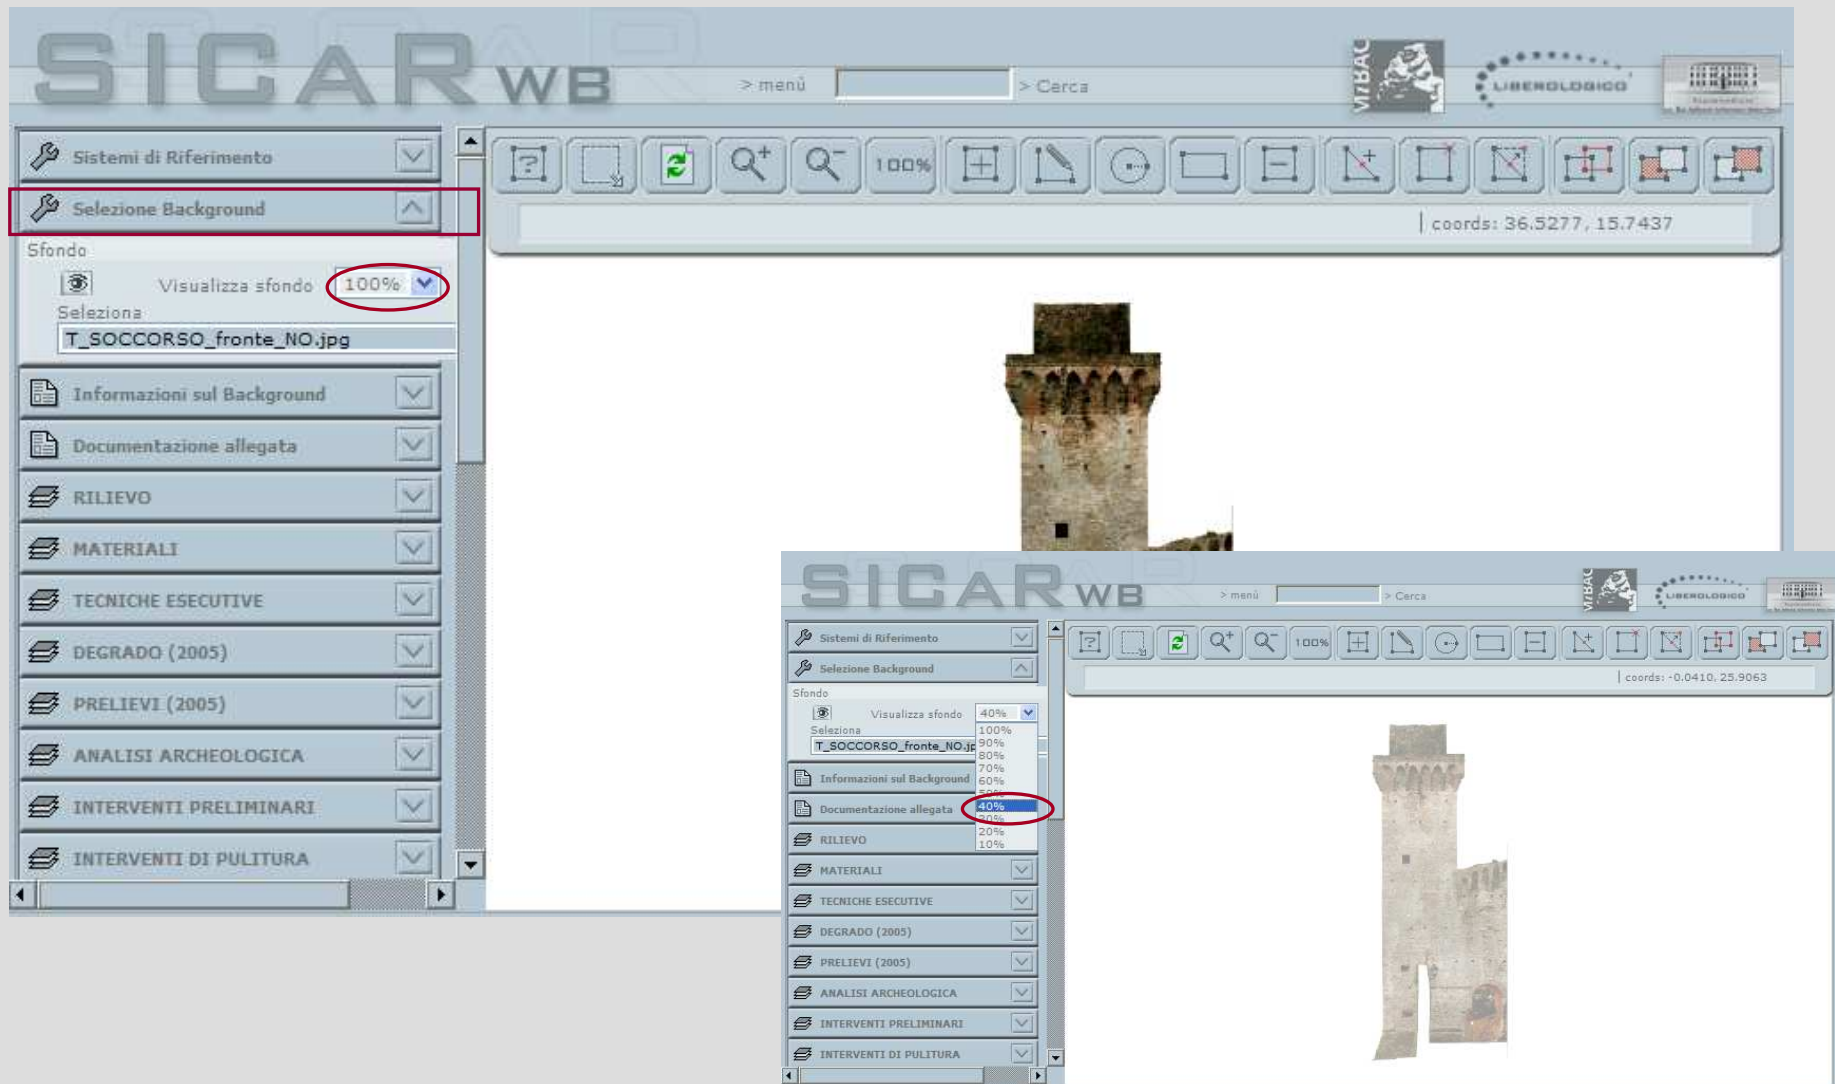 SICAR WB
> menù
> Cerca
MiBAC
LIBEROLOGICO
Sistemi di Riferimento
Selezione Background
Sfondo
Visualizza sfondo 100%
Seleziona
T_SOCCORSO_fronte_NO.jpg
Informazioni sul Background
Documentazione allegata
RILIEVO
MATERIALI
TECNICHE ESECUTIVE
DEGRADO (2005)
PRELIEVI (2005)
ANALISI ARCHEOLOGICA
INTERVENTI PRELIMINARI
INTERVENTI DI PULITURA
? 100%
coords: 36.5277, 15.7437
SICAR WB
> menù
> Cerca
MiBAC
LIBEROLOGICO
Sistemi di Riferimento
Selezione Background
Sfondo
Visualizza sfondo 40%
Seleziona
T_SOCCORSO_fronte_NO.jp
100%
90%
80%
70%
60%
50%
40%
30%
20%
10%
Informazioni sul Background
Documentazione allegata
RILIEVO
MATERIALI
TECNICHE ESECUTIVE
DEGRADO (2005)
PRELIEVI (2005)
ANALISI ARCHEOLOGICA
INTERVENTI PRELIMINARI
INTERVENTI DI PULITURA
? 100%
coords: -0.0410, 25.9063